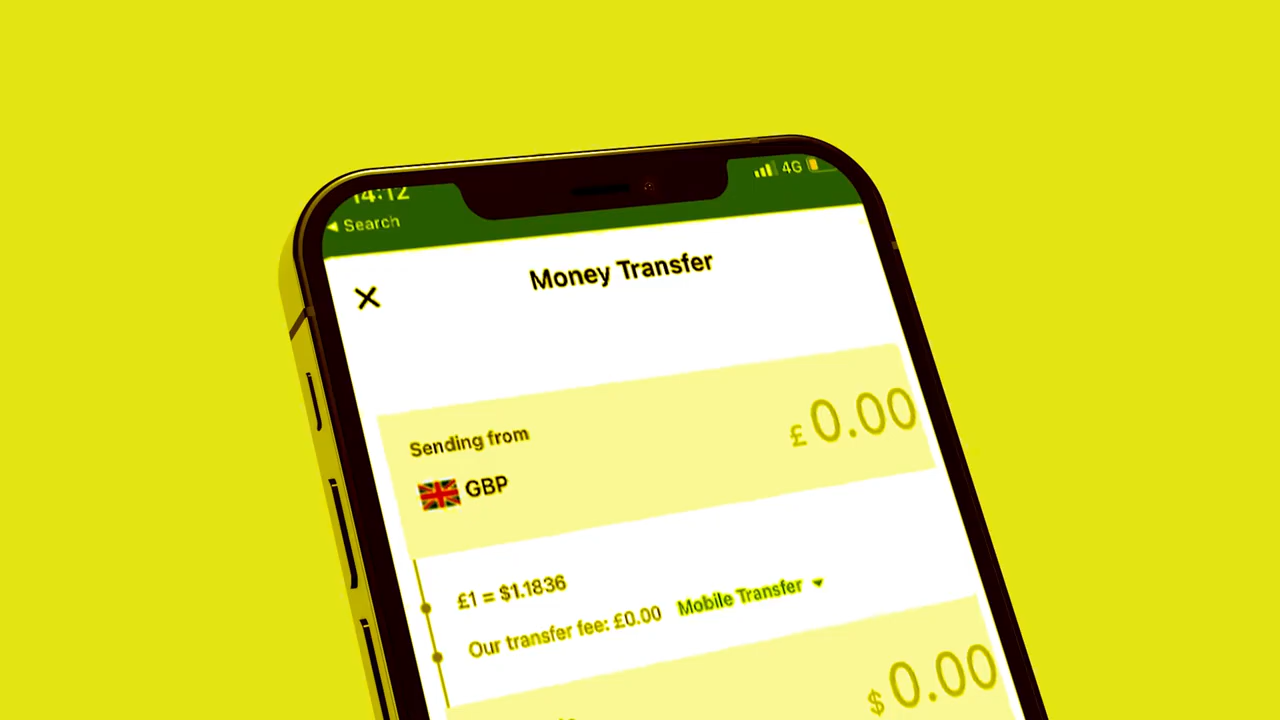 14:12
4G
Search
Money Transfer
Sending from
£ 0.00
GBP
£1 = $1.1836
Our transfer fee: £0.00 Mobile Transfer
$ 0.00